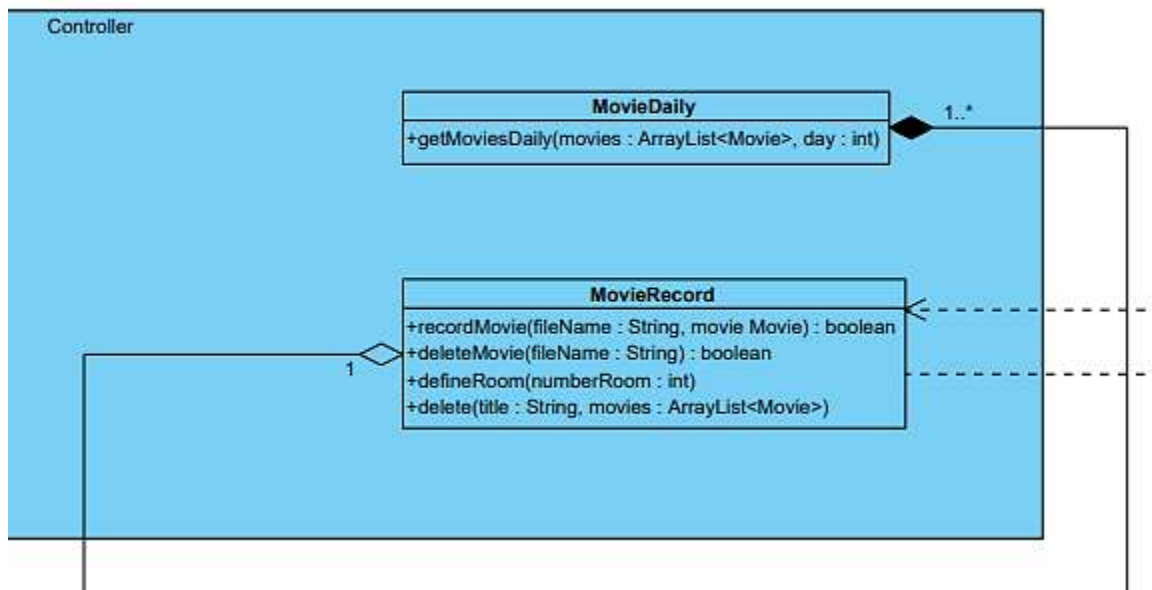 Controller
MovieDaily
1..*
+getMoviesDaily(movies : ArrayList<Movie>, day : int)
MovieRecord
+recordMovie(fileName : String, movie Movie) : boolean
+deleteMovie(fileName : String) : boolean
1
+defineRoom(numberRoom : int)
+delete(title : String, movies : ArrayList<Movie>)